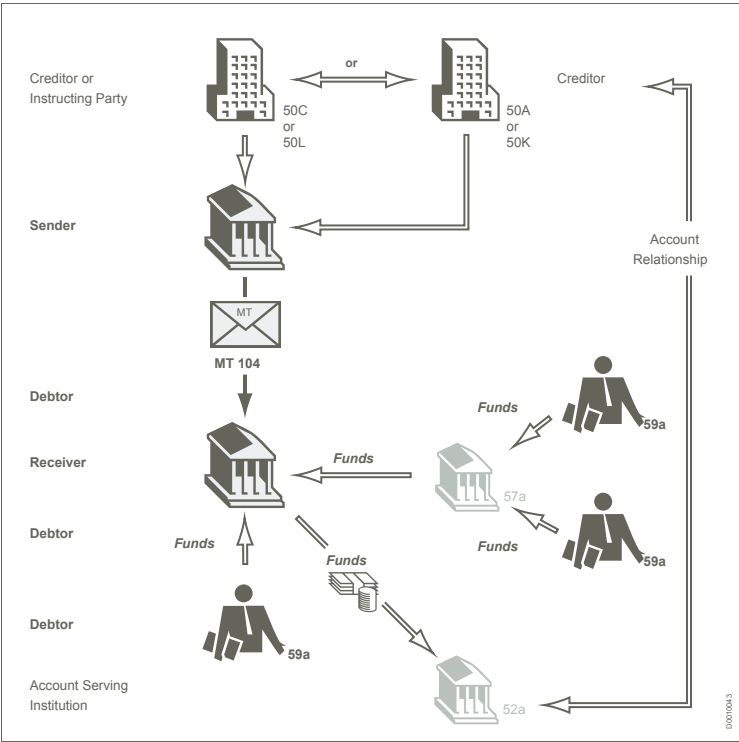 or
Creditor or
Instructing Party
Creditor
50C
or
50L
50A
or
50K
Sender
Account
Relationship
MT
MT 104
Debtor
Funds
59a
Receiver
Funds
57a
Debtor
Funds
Funds
59a
Funds
Debtor
59a
Account Serving
Institution
52a
D0010043